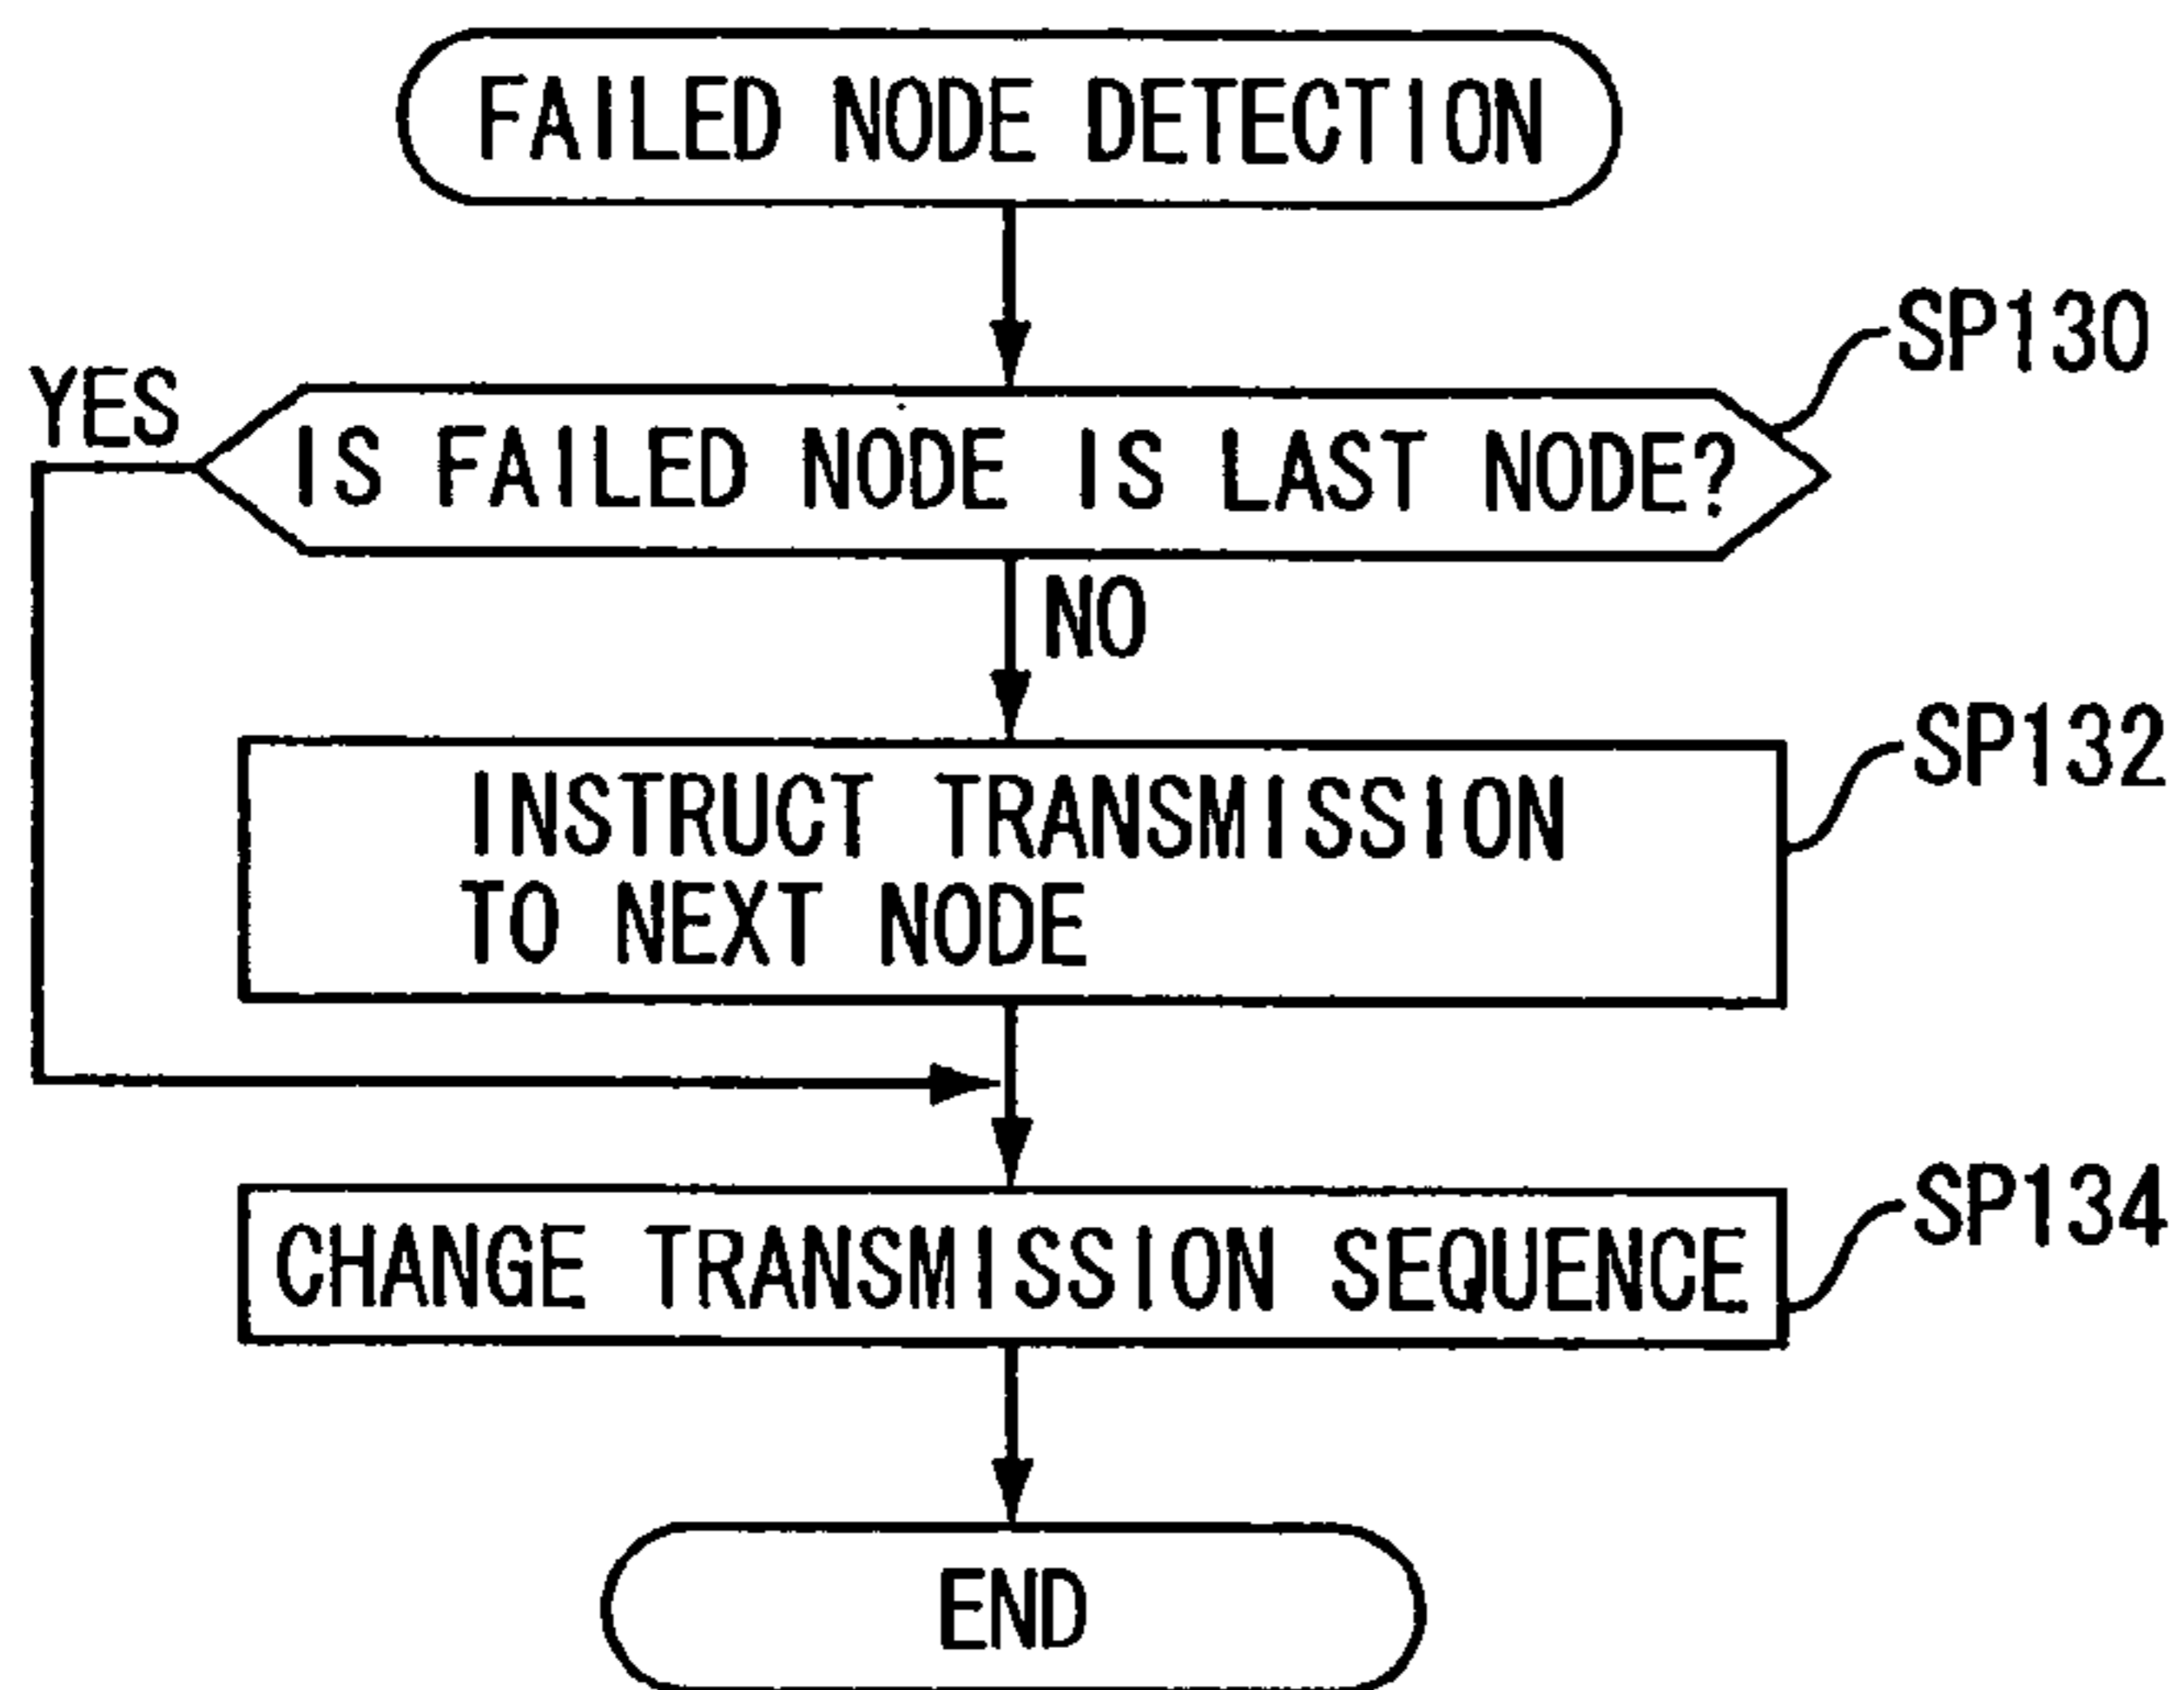 FAILED NODE DETECTION
SP130
YES
IS FAILED NODE IS LAST NODE?
NO
SP132
INSTRUCT TRANSMISSION
TO NEXT NODE
SP134
CHANGE TRANSMISSION SEQUENCE
END